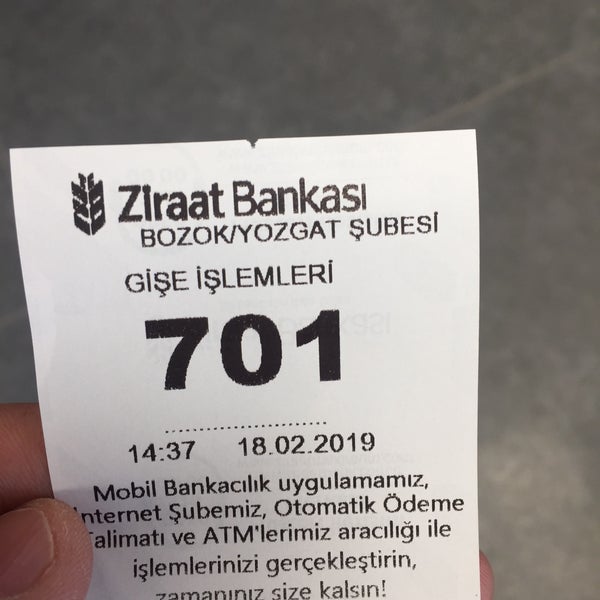 Ziraat Bankası
BOZOK/YOZGAT ŞUBESİ
GİŞE İŞLEMLERİ
701
14:37 18.02.2019
Mobil Bankacılık uygulamamız,
İnternet Şubemiz, Otomatik Ödeme
Talimatı ve ATM'lerimiz aracılığı ile
işlemlerinizi gerçekleştirin,
zamanınız size kalsın!